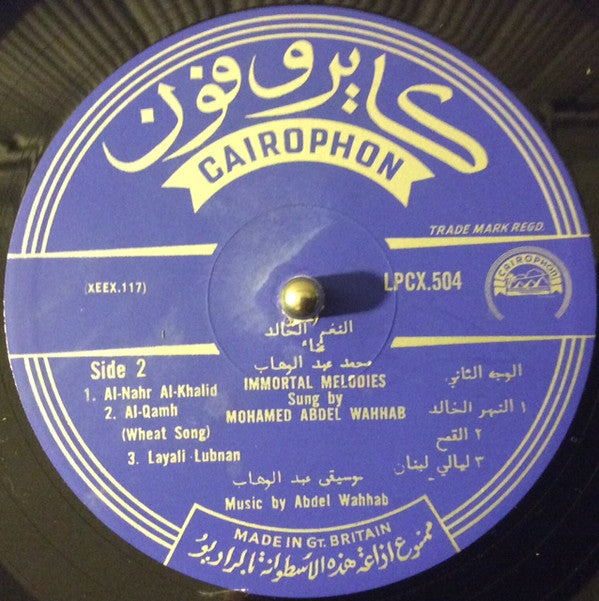 كايروفون
CAIROPHON
TRADE MARK REGD.
(XEEX.117)
LPCX.504
CAIROPHON
النغم الخالد
غناء
محمد عبد الوهاب
IMMORTAL MELODIES
Sung by
MOHAMED ABDEL WAHHAB
Side 2
1. Al-Nahr Al-Khalid
2. Al-Qamh
(Wheat Song)
3. Layali Lubnan
الوجه الثاني
١ النهر الخالد
٢ القمح
٣ ليالي لبنان
موسيقى عبد الوهاب
Music by Abdel Wahhab
MADE IN GT. BRITAIN
ممنوع اذاعة هذه الاسطوانة بالراديو